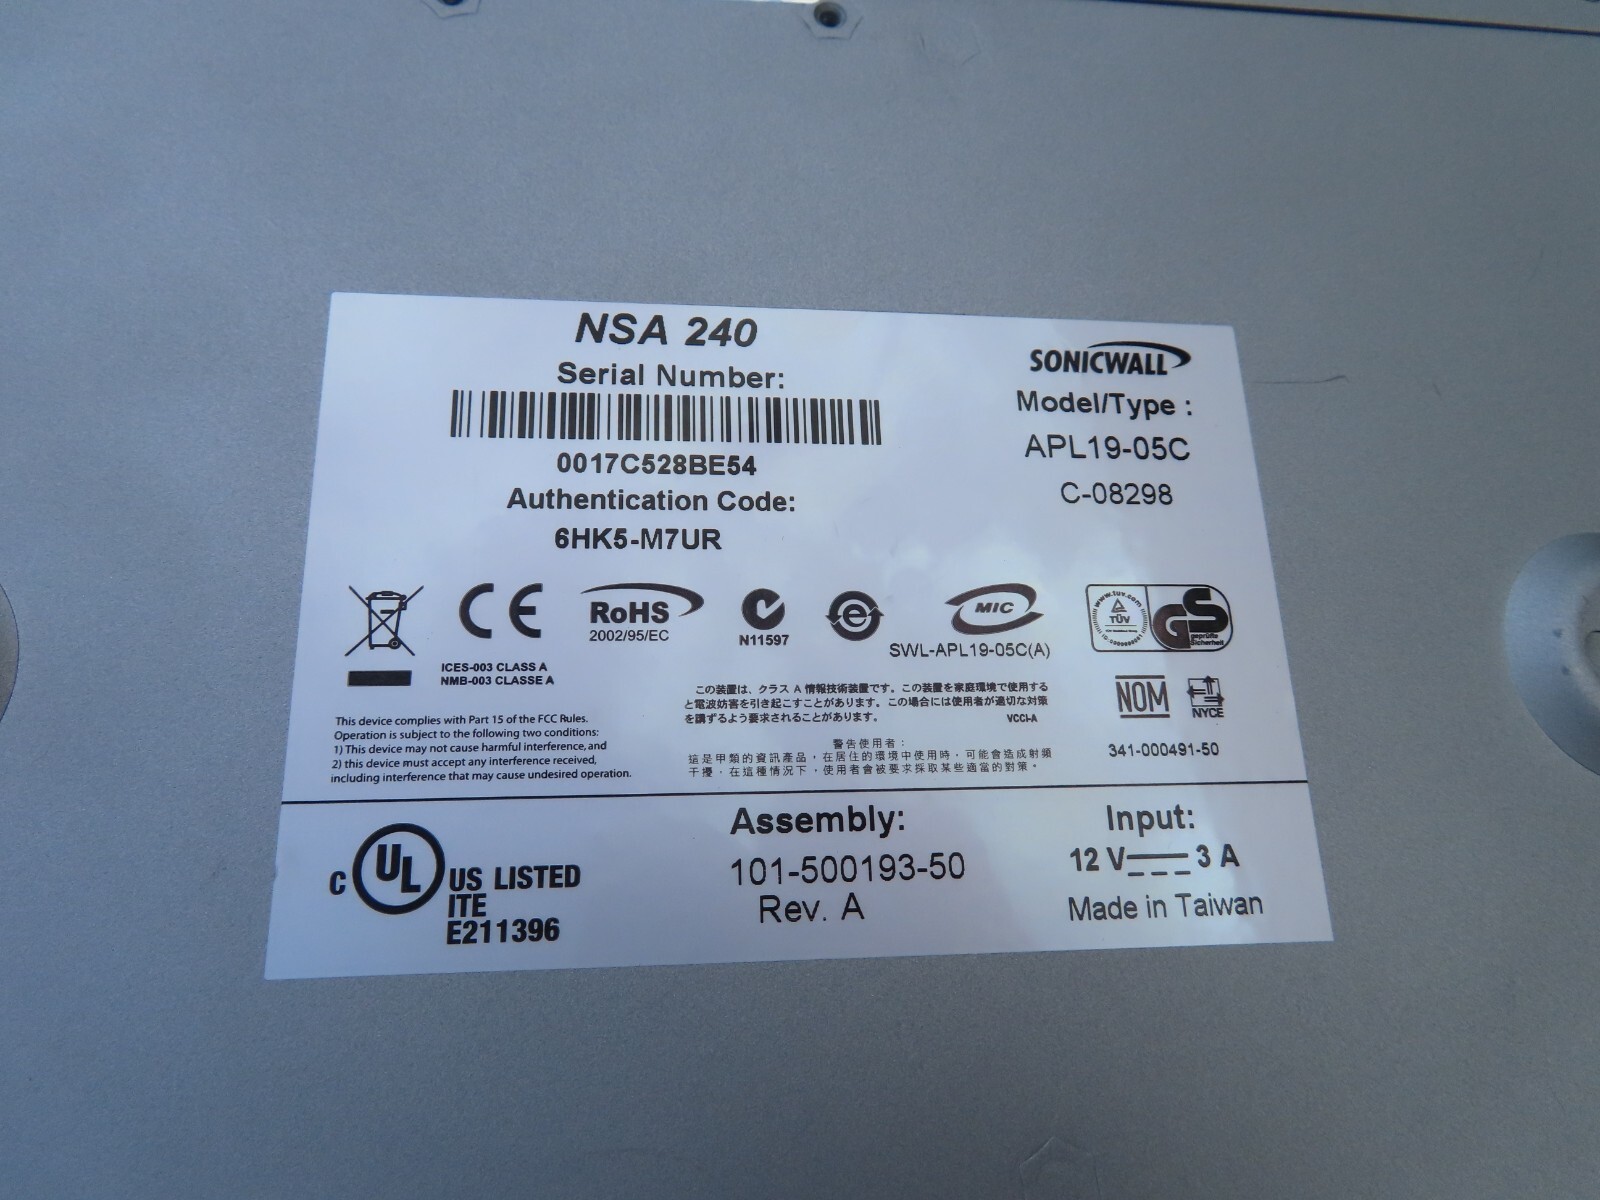 NSA 240
Serial Number:
0017C528BE54
Authentication Code:
6HK5-M7UR
SONICWALL
Model/Type :
APL19-05C
C-08298
CE
RoHS
2002/95/EC
N11597
e
MIC
SWL-APL19-05C(A)
www.tuv.com
TÜV
GS
geprüfte
Sicherheit
ICES-003 CLASS A
NMB-003 CLASSE A
この装置は、クラス A 情報技術装置です。この装置を家庭環境で使用する
と電波妨害を引き起こすことがあります。この場合には使用者が適切な対策
を講ずるよう要求されることがあります。 VCCI-A
NOM
NYCE
This device complies with Part 15 of the FCC Rules.
Operation is subject to the following two conditions:
1) This device may not cause harmful interference, and
2) this device must accept any interference received,
including interference that may cause undesired operation.
警告使用者：
這是甲類的資訊產品，在居住的環境中使用時，可能會造成射頻
干擾，在這種情況下，使用者會被要求採取某些適當的對策。
341-000491-50
C UL US LISTED
ITE
E211396
Assembly:
101-500193-50
Rev. A
Input:
12 V 3 A
Made in Taiwan